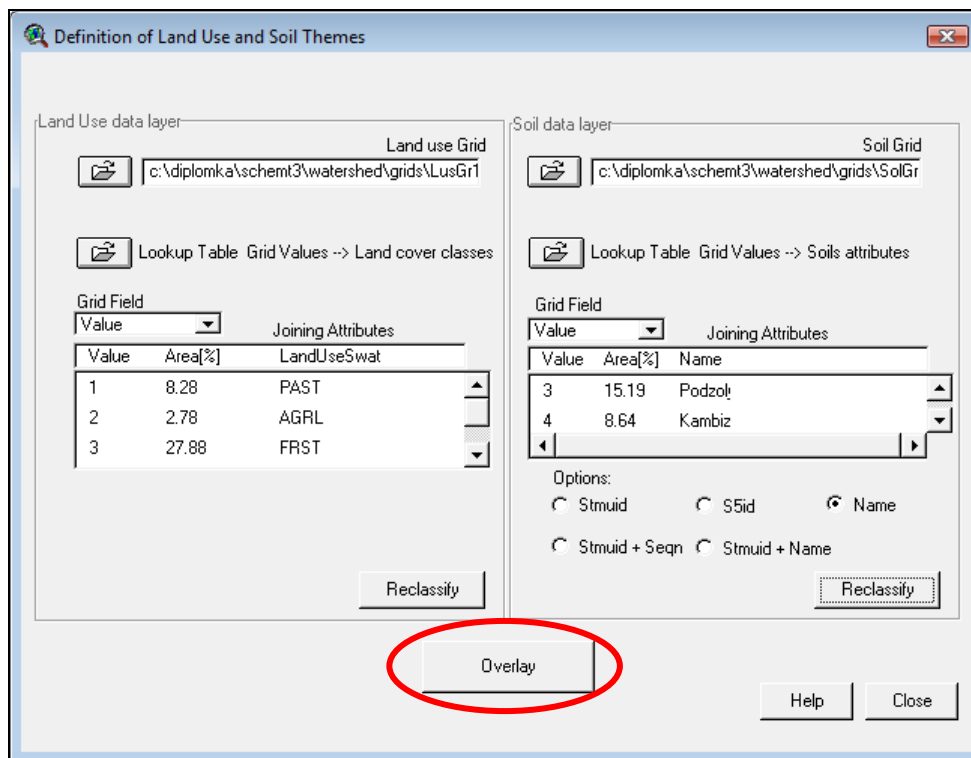 Definition of Land Use and Soil Themes
Land Use data layer
Land use Grid
c:\diplomka\schemt3\watershed\grids\LusGr1
Lookup Table Grid Values --> Land cover classes
Grid Field
Value
Joining Attributes
Value Area[%] LandUseSwat
1 8.28 PAST
2 2.78 AGRL
3 27.88 FRST
Reclassify
Soil data layer
Soil Grid
c:\diplomka\schemt3\watershed\grids\SolGr
Lookup Table Grid Values --> Soils attributes
Grid Field
Value
Joining Attributes
Value Area[%] Name
3 15.19 Podzoly
4 8.64 Kambiz
Options:
Stmuid S5id Name
Stmuid + Seqn Stmuid + Name
Reclassify
Overlay
Help Close